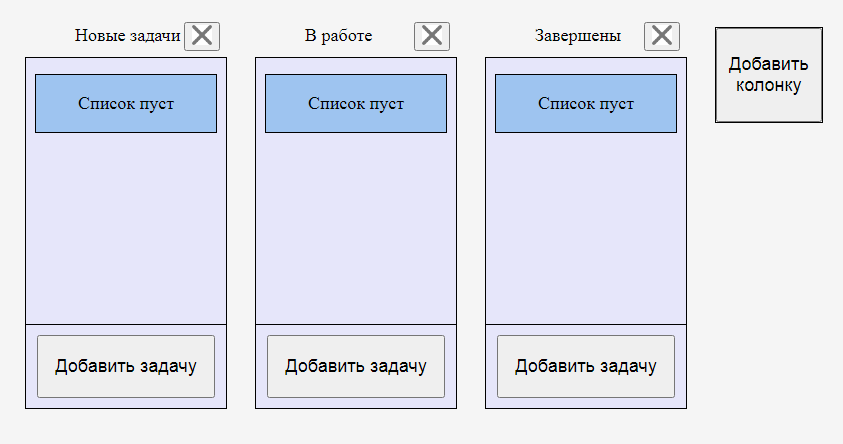 Новые задачи
В работе
Завершены
Добавить
колонку
Список пуст
Список пуст
Список пуст
Добавить задачу
Добавить задачу
Добавить задачу